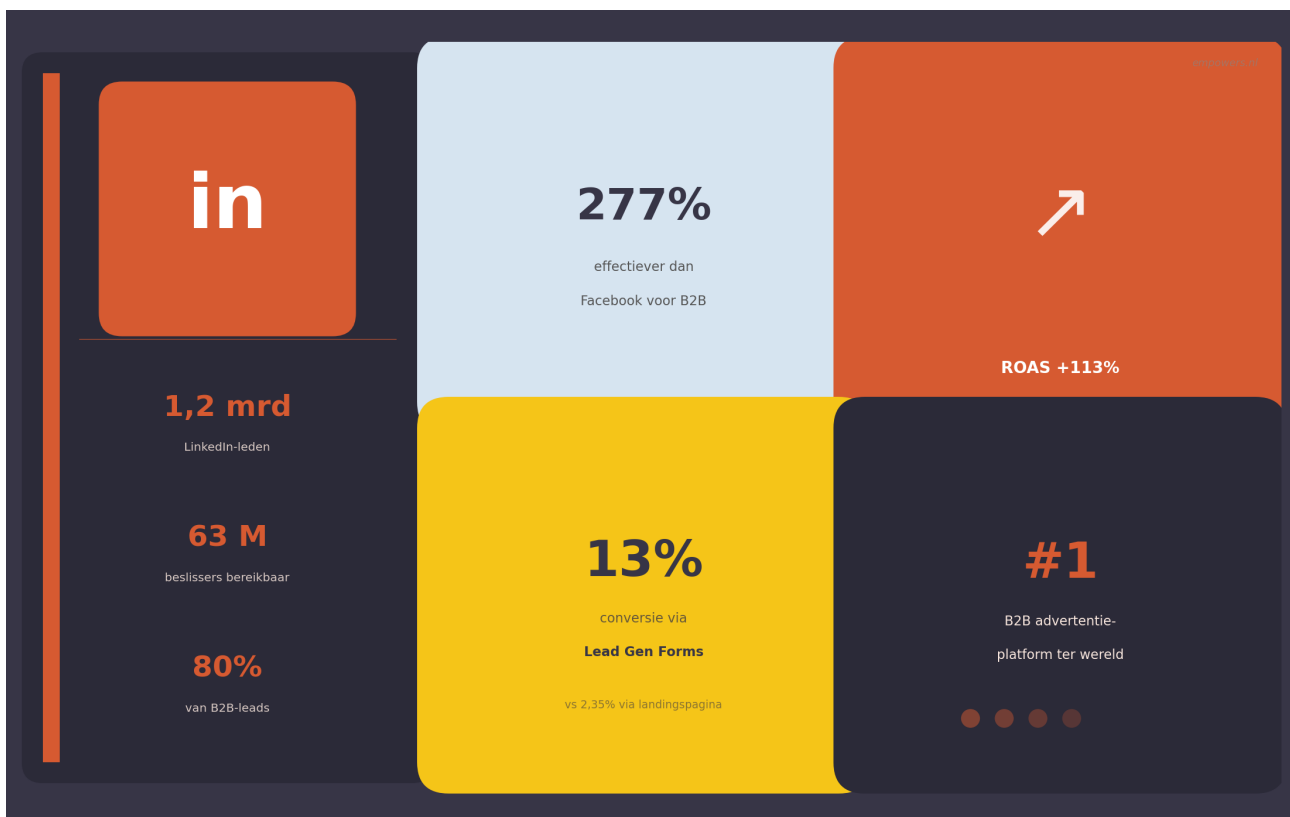 in
1,2 mrd
LinkedIn-leden
63 M
beslissers bereikbaar
80%
van B2B-leads
277%
effectiever dan
Facebook voor B2B
↗
ROAS +113%
13%
conversie via
Lead Gen Forms
vs 2,35% via landingspagina
#1
B2B advertentie-
platform ter wereld